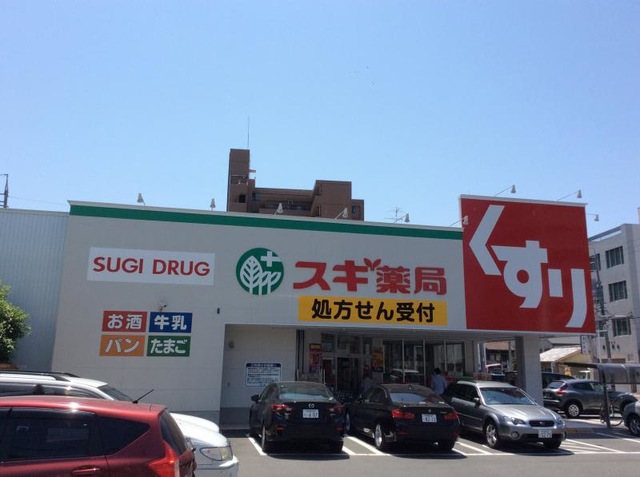 SUGI DRUG
スギ薬局
処方せん受付
くすり
お酒 牛乳
パン たまご